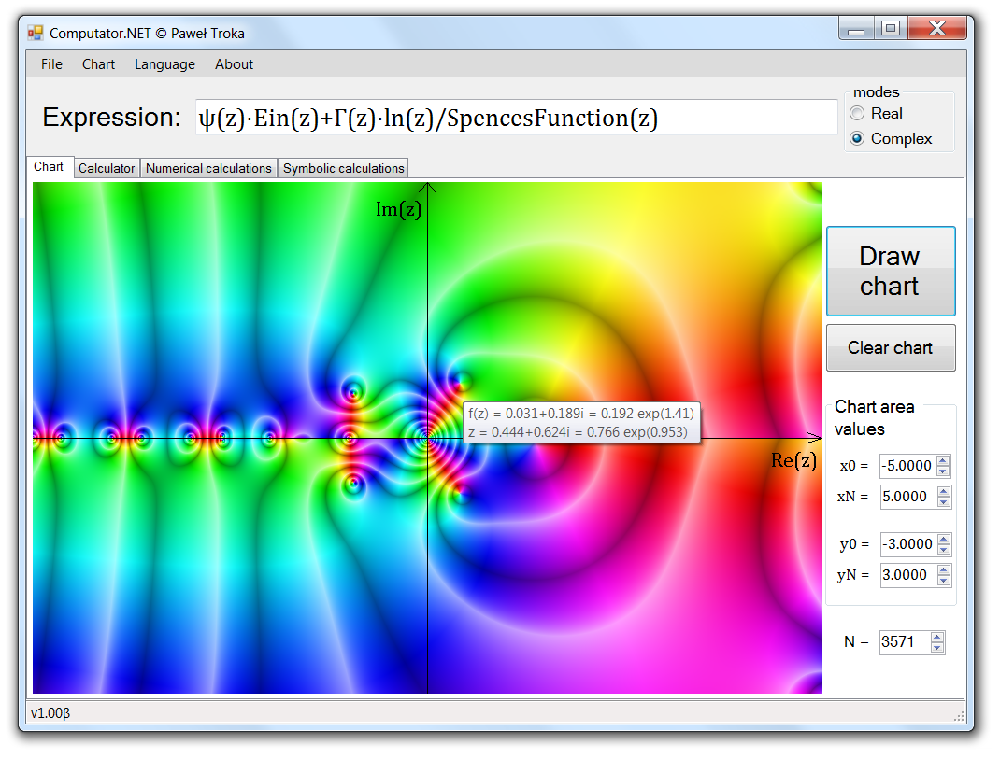 Computator.NET © Paweł Troka
File Chart Language About
Expression: ψ(z)·Ein(z)+Γ(z)·ln(z)/SpencesFunction(z)
modes
Real
Complex
Chart Calculator Numerical calculations Symbolic calculations
Im(z)
f(z) = 0.031+0.189i = 0.192 exp(1.41)
z = 0.444+0.624i = 0.766 exp(0.953)
Re(z)
Draw
chart
Clear chart
Chart area
values
x0 = -5.0000
xN = 5.0000
y0 = -3.0000
yN = 3.0000
N = 3571
v1.00β